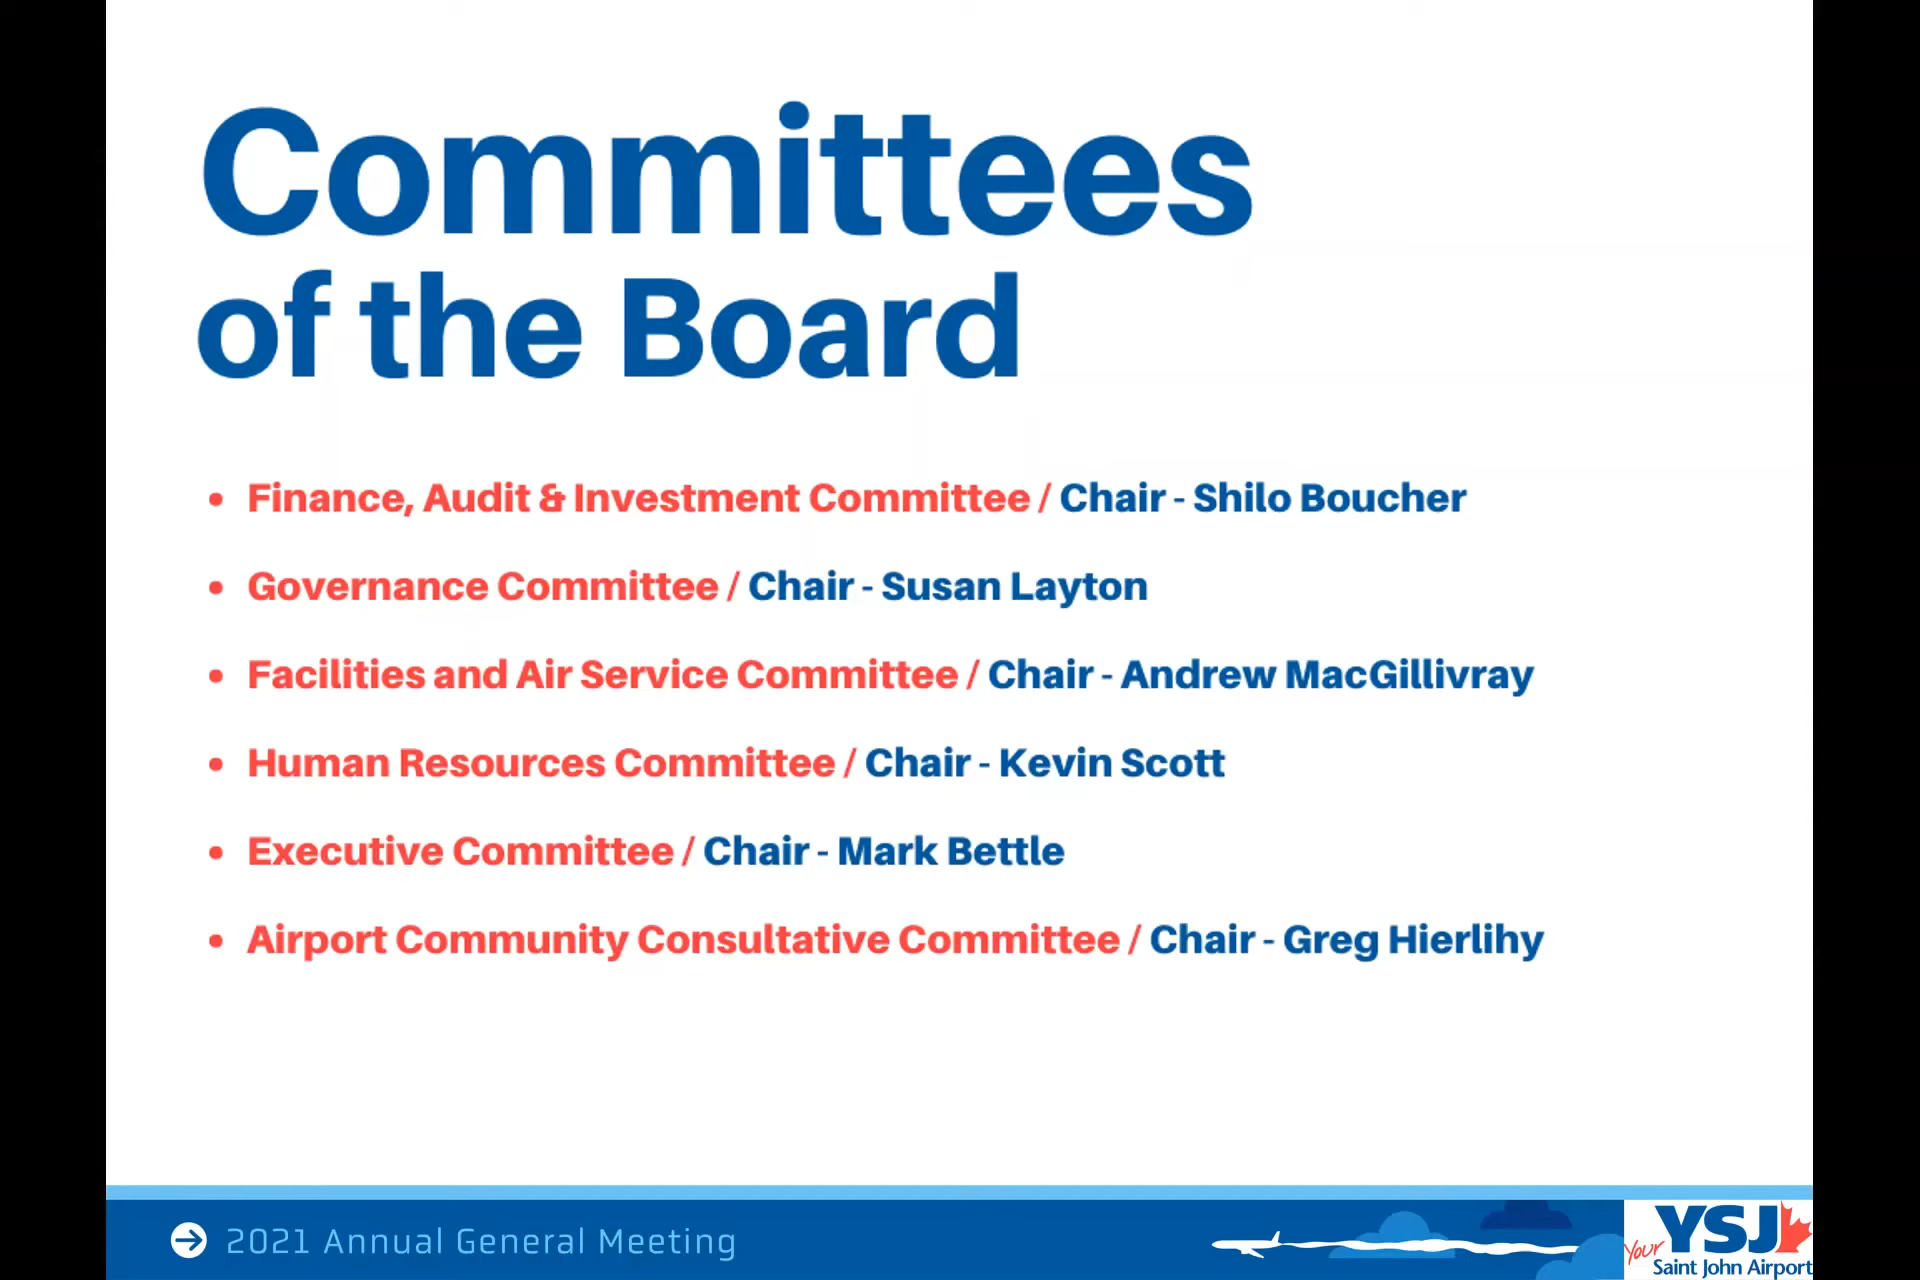 Committees
of the Board
• Finance, Audit & Investment Committee / Chair - Shilo Boucher
• Governance Committee / Chair - Susan Layton
• Facilities and Air Service Committee / Chair - Andrew MacGillivray
• Human Resources Committee / Chair - Kevin Scott
• Executive Committee / Chair - Mark Bettle
• Airport Community Consultative Committee / Chair - Greg Hierlihy
2021 Annual General Meeting
Your YSJ
Saint John Airport